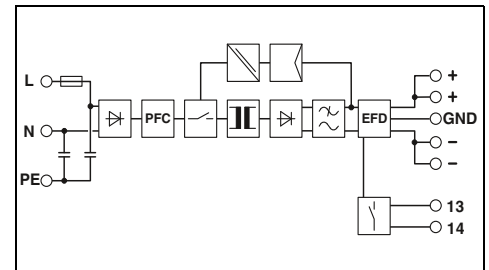 L
+
+
N
PFC
EFD
GND
–
–
PE
13
14